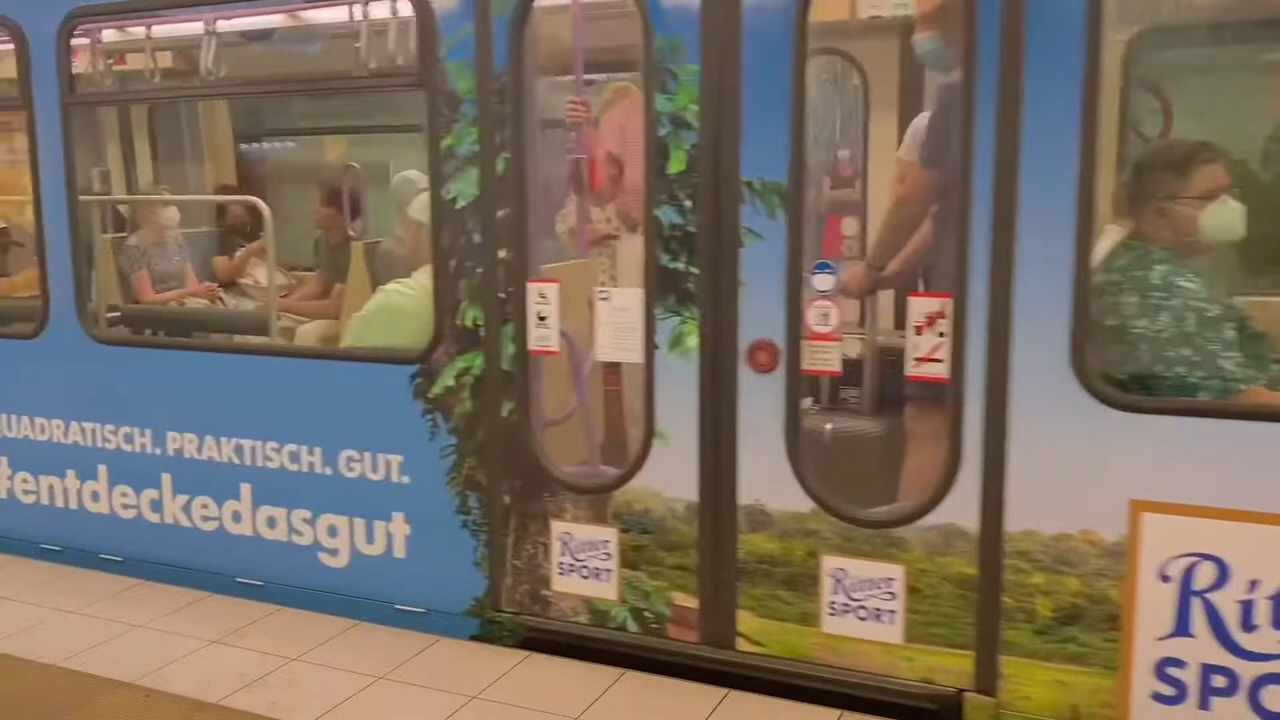 UADRATISCH. PRAKTISCH. GUT.
#entdeckedasgut
Ritter
SPORT
Ritter
SPORT
Rit
SPO